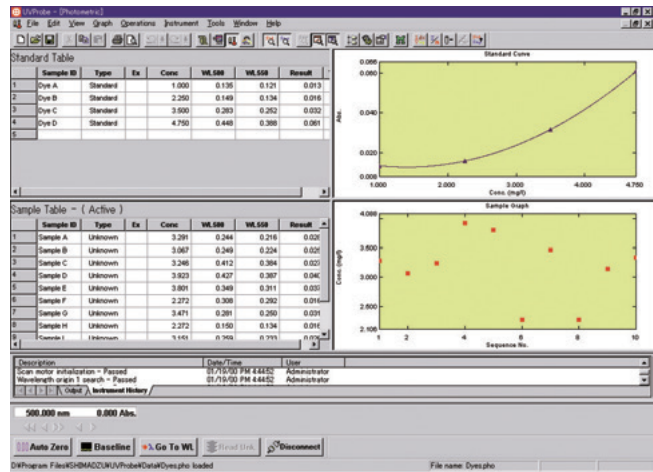 UVProbe - [Photometric]
File Edit View Graph Operations Instrument Tools Window Help
Standard Table
Sample ID Type Ex Conc WL500 WL550 Result
1 Dye A Standard 1.000 0.135 0.121 0.013
2 Dye B Standard 2.250 0.149 0.134 0.016
3 Dye C Standard 3.500 0.283 0.252 0.032
4 Dye D Standard 4.750 0.448 0.388 0.061
5
Standard Curve
0.066
0.060
0.040
0.020
0.008
Abs.
1.000 2.000 3.000 4.000 4.750
Conc. (mg/l)
Sample Table - ( Active )
Sample ID Type Ex Conc WL500 WL550 Result
1 Sample A Unknown 3.291 0.244 0.216 0.028
2 Sample B Unknown 3.067 0.249 0.224 0.025
3 Sample C Unknown 3.246 0.412 0.384 0.027
4 Sample D Unknown 3.923 0.427 0.387 0.040
5 Sample E Unknown 3.801 0.349 0.311 0.037
6 Sample F Unknown 2.272 0.308 0.292 0.016
7 Sample G Unknown 3.471 0.281 0.250 0.031
8 Sample H Unknown 2.272 0.150 0.134 0.016
9 Sample I Unknown 3.151 0.259 0.233
Sample Graph
4.088
3.500
3.000
2.500
2.106
Conc. (mg/l)
1 2 4 6 8 10
Sequence No.
Description Date/Time User
Scan motor initialization - Passed 01/19/00 PM 4:44:52 Administrator
Wavelength origin 1 search - Passed 01/19/00 PM 4:44:52 Administrator
Output Instrument History
500.000 nm 0.000 Abs.
Auto Zero Baseline Go To WL Read Unk. Disconnect
D:\Program Files\SHIMADZU\UVProbe\Data\Dyes.pho loaded File name: Dyes.pho